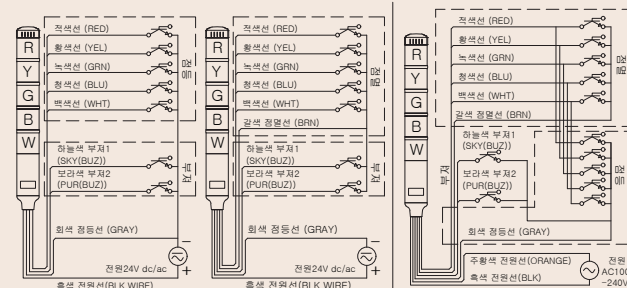 적색선 (RED)
황색선 (YEL)
녹색선 (GRN)
청색선 (BLU)
백색선 (WHT)
점등
하늘색 부저1
(SKY(BUZ))
보라색 부저2
(PUR(BUZ))
부저
회색 점등선 (GRAY)
전원24V dc/ac
흑색 전원선(BLK WIRE)
R
Y
G
B
W
−
+
적색선 (RED)
황색선 (YEL)
녹색선 (GRN)
청색선 (BLU)
백색선 (WHT)
갈색 점멸선 (BRN)
점멸
하늘색 부저1
(SKY(BUZ))
보라색 부저2
(PUR(BUZ))
부저
회색 점등선 (GRAY)
전원24V dc/ac
흑색 전원선(BLK WIRE)
R
Y
G
B
W
−
+
적색선 (RED)
황색선 (YEL)
녹색선 (GRN)
청색선 (BLU)
백색선 (WHT)
갈색 점멸선 (BRN)
점멸
하늘색 부저1
(SKY(BUZ))
보라색 부저2
(PUR(BUZ))
부저
점등
회색 점등선 (GRAY)
주황색 전원선(ORANGE)
흑색 전원선(BLK)
전원
AC100
~240V
R
Y
G
B
W